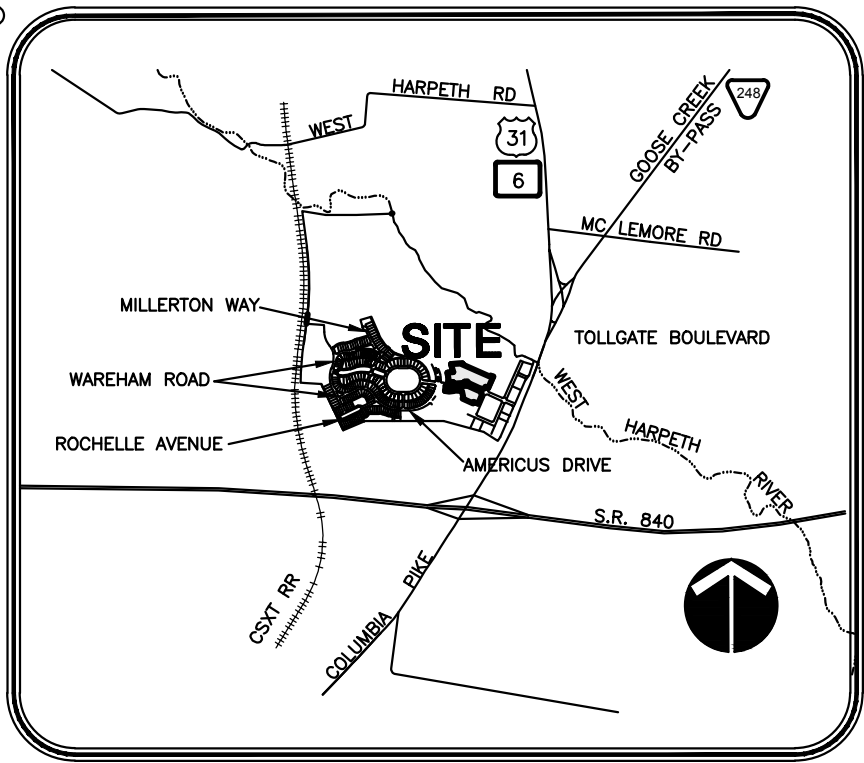 HARPETH RD
WEST
31
6
GOOSE CREEK
BY-PASS
248
MC LEMORE RD
MILLERTON WAY
SITE
TOLLGATE BOULEVARD
WAREHAM ROAD
ROCHELLE AVENUE
AMERICUS DRIVE
WEST
HARPETH
RIVER
S.R. 840
CSXT RR
COLUMBIA PIKE